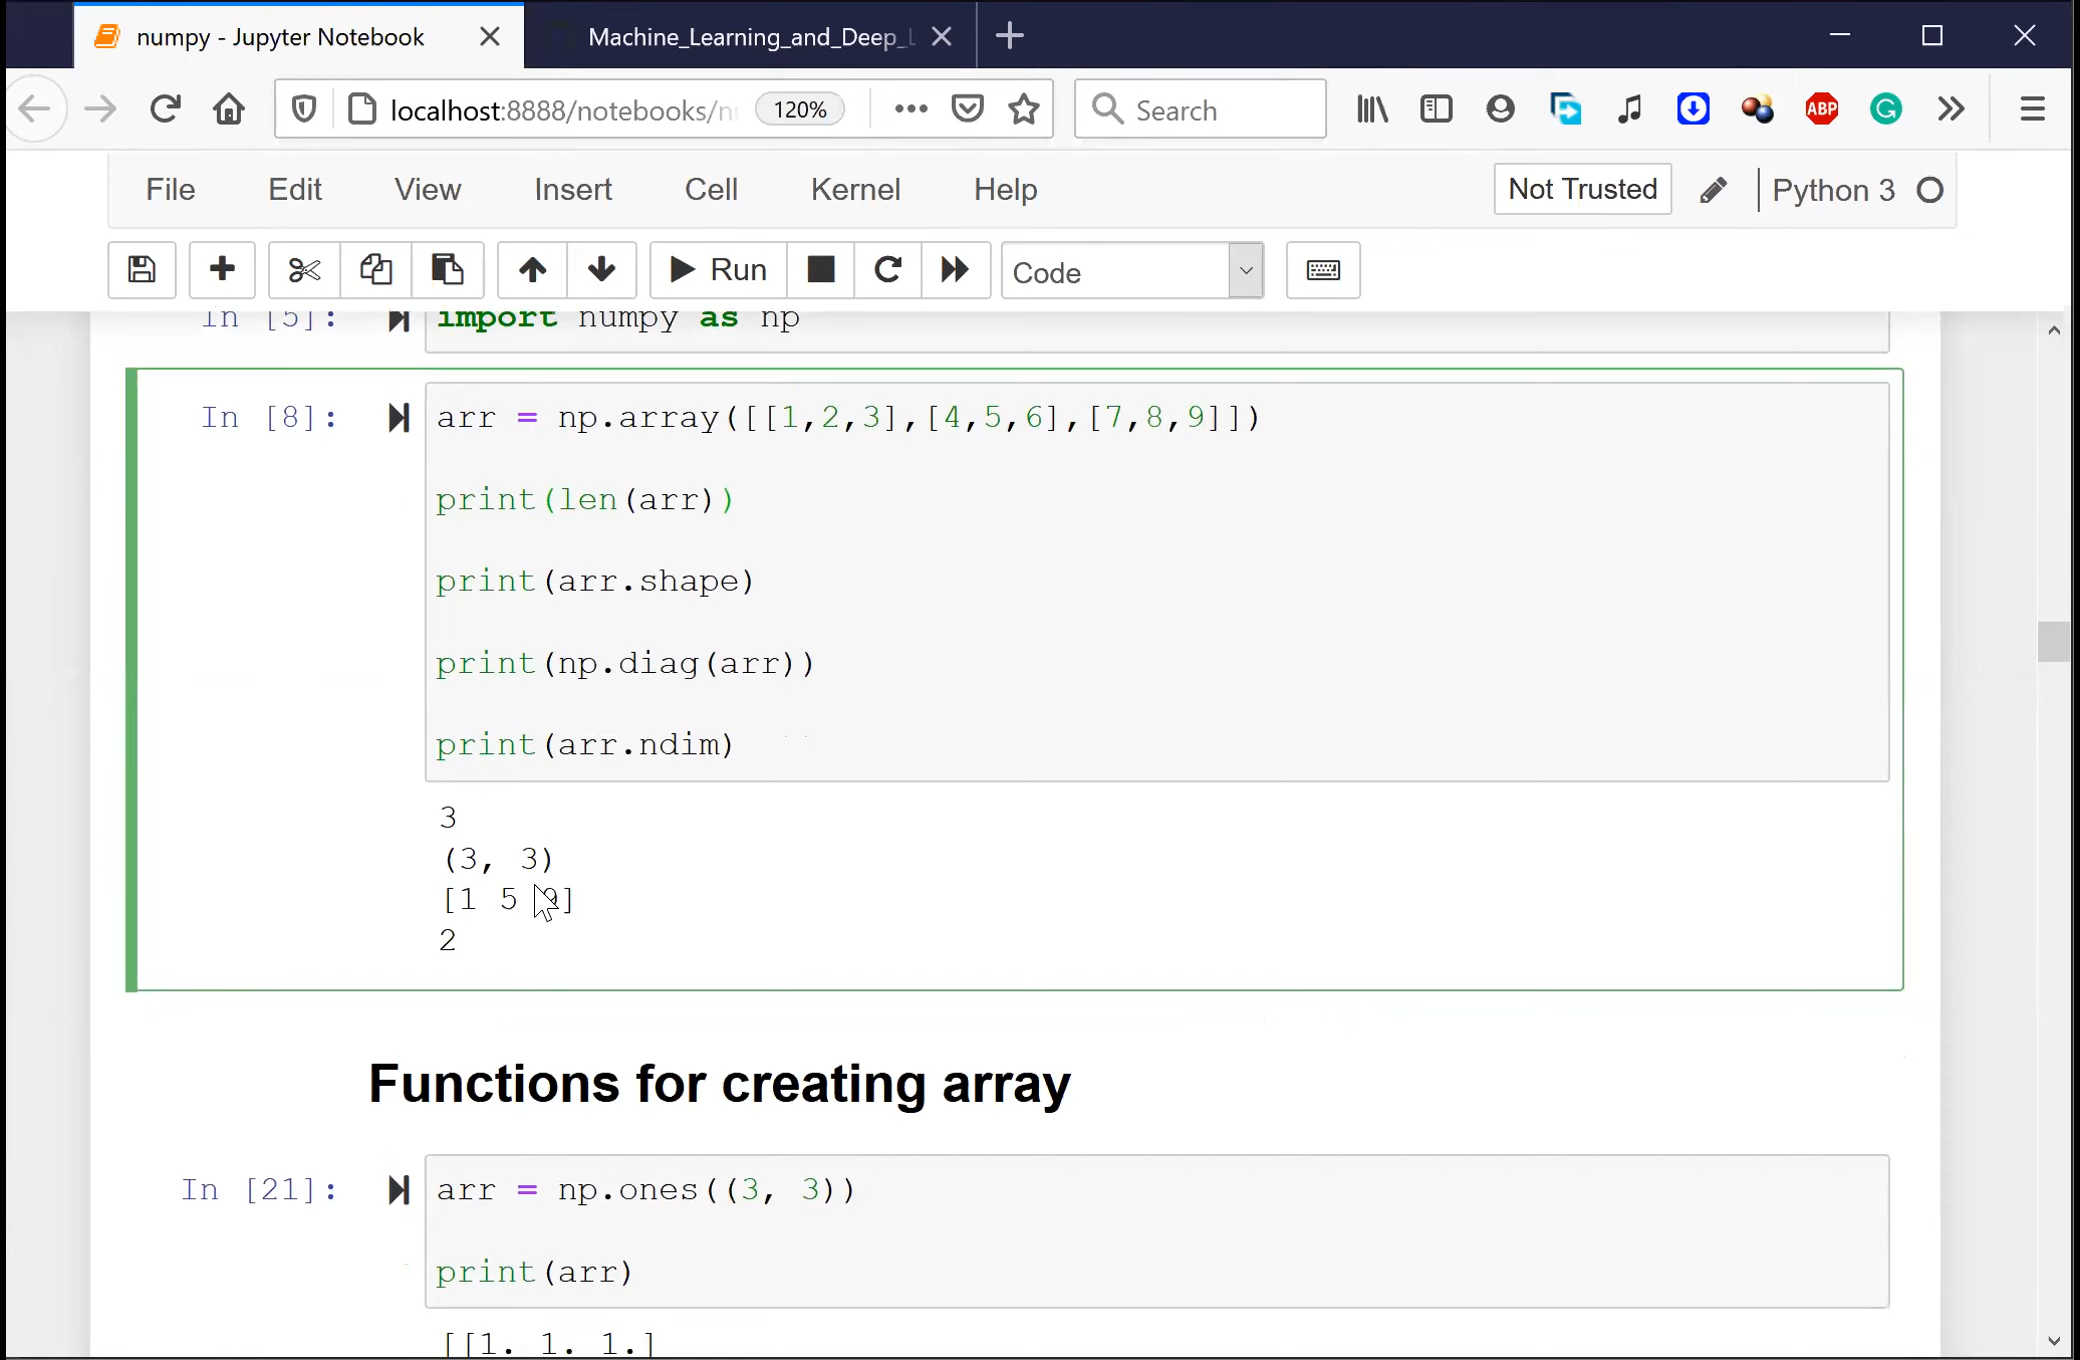 numpy - Jupyter Notebook
Machine_Learning_and_Deep_L
localhost:8888/notebooks/n
120%
Search
ABP
File Edit View Insert Cell Kernel Help
Not Trusted
Python 3
Run
Code
In [5]: import numpy as np
In [8]: arr = np.array([[1,2,3],[4,5,6],[7,8,9]])
print(len(arr))
print(arr.shape)
print(np.diag(arr))
print(arr.ndim)
3
(3, 3)
[1 5 9]
2
Functions for creating array
In [21]: arr = np.ones((3, 3))
print(arr)
[[1. 1. 1.]